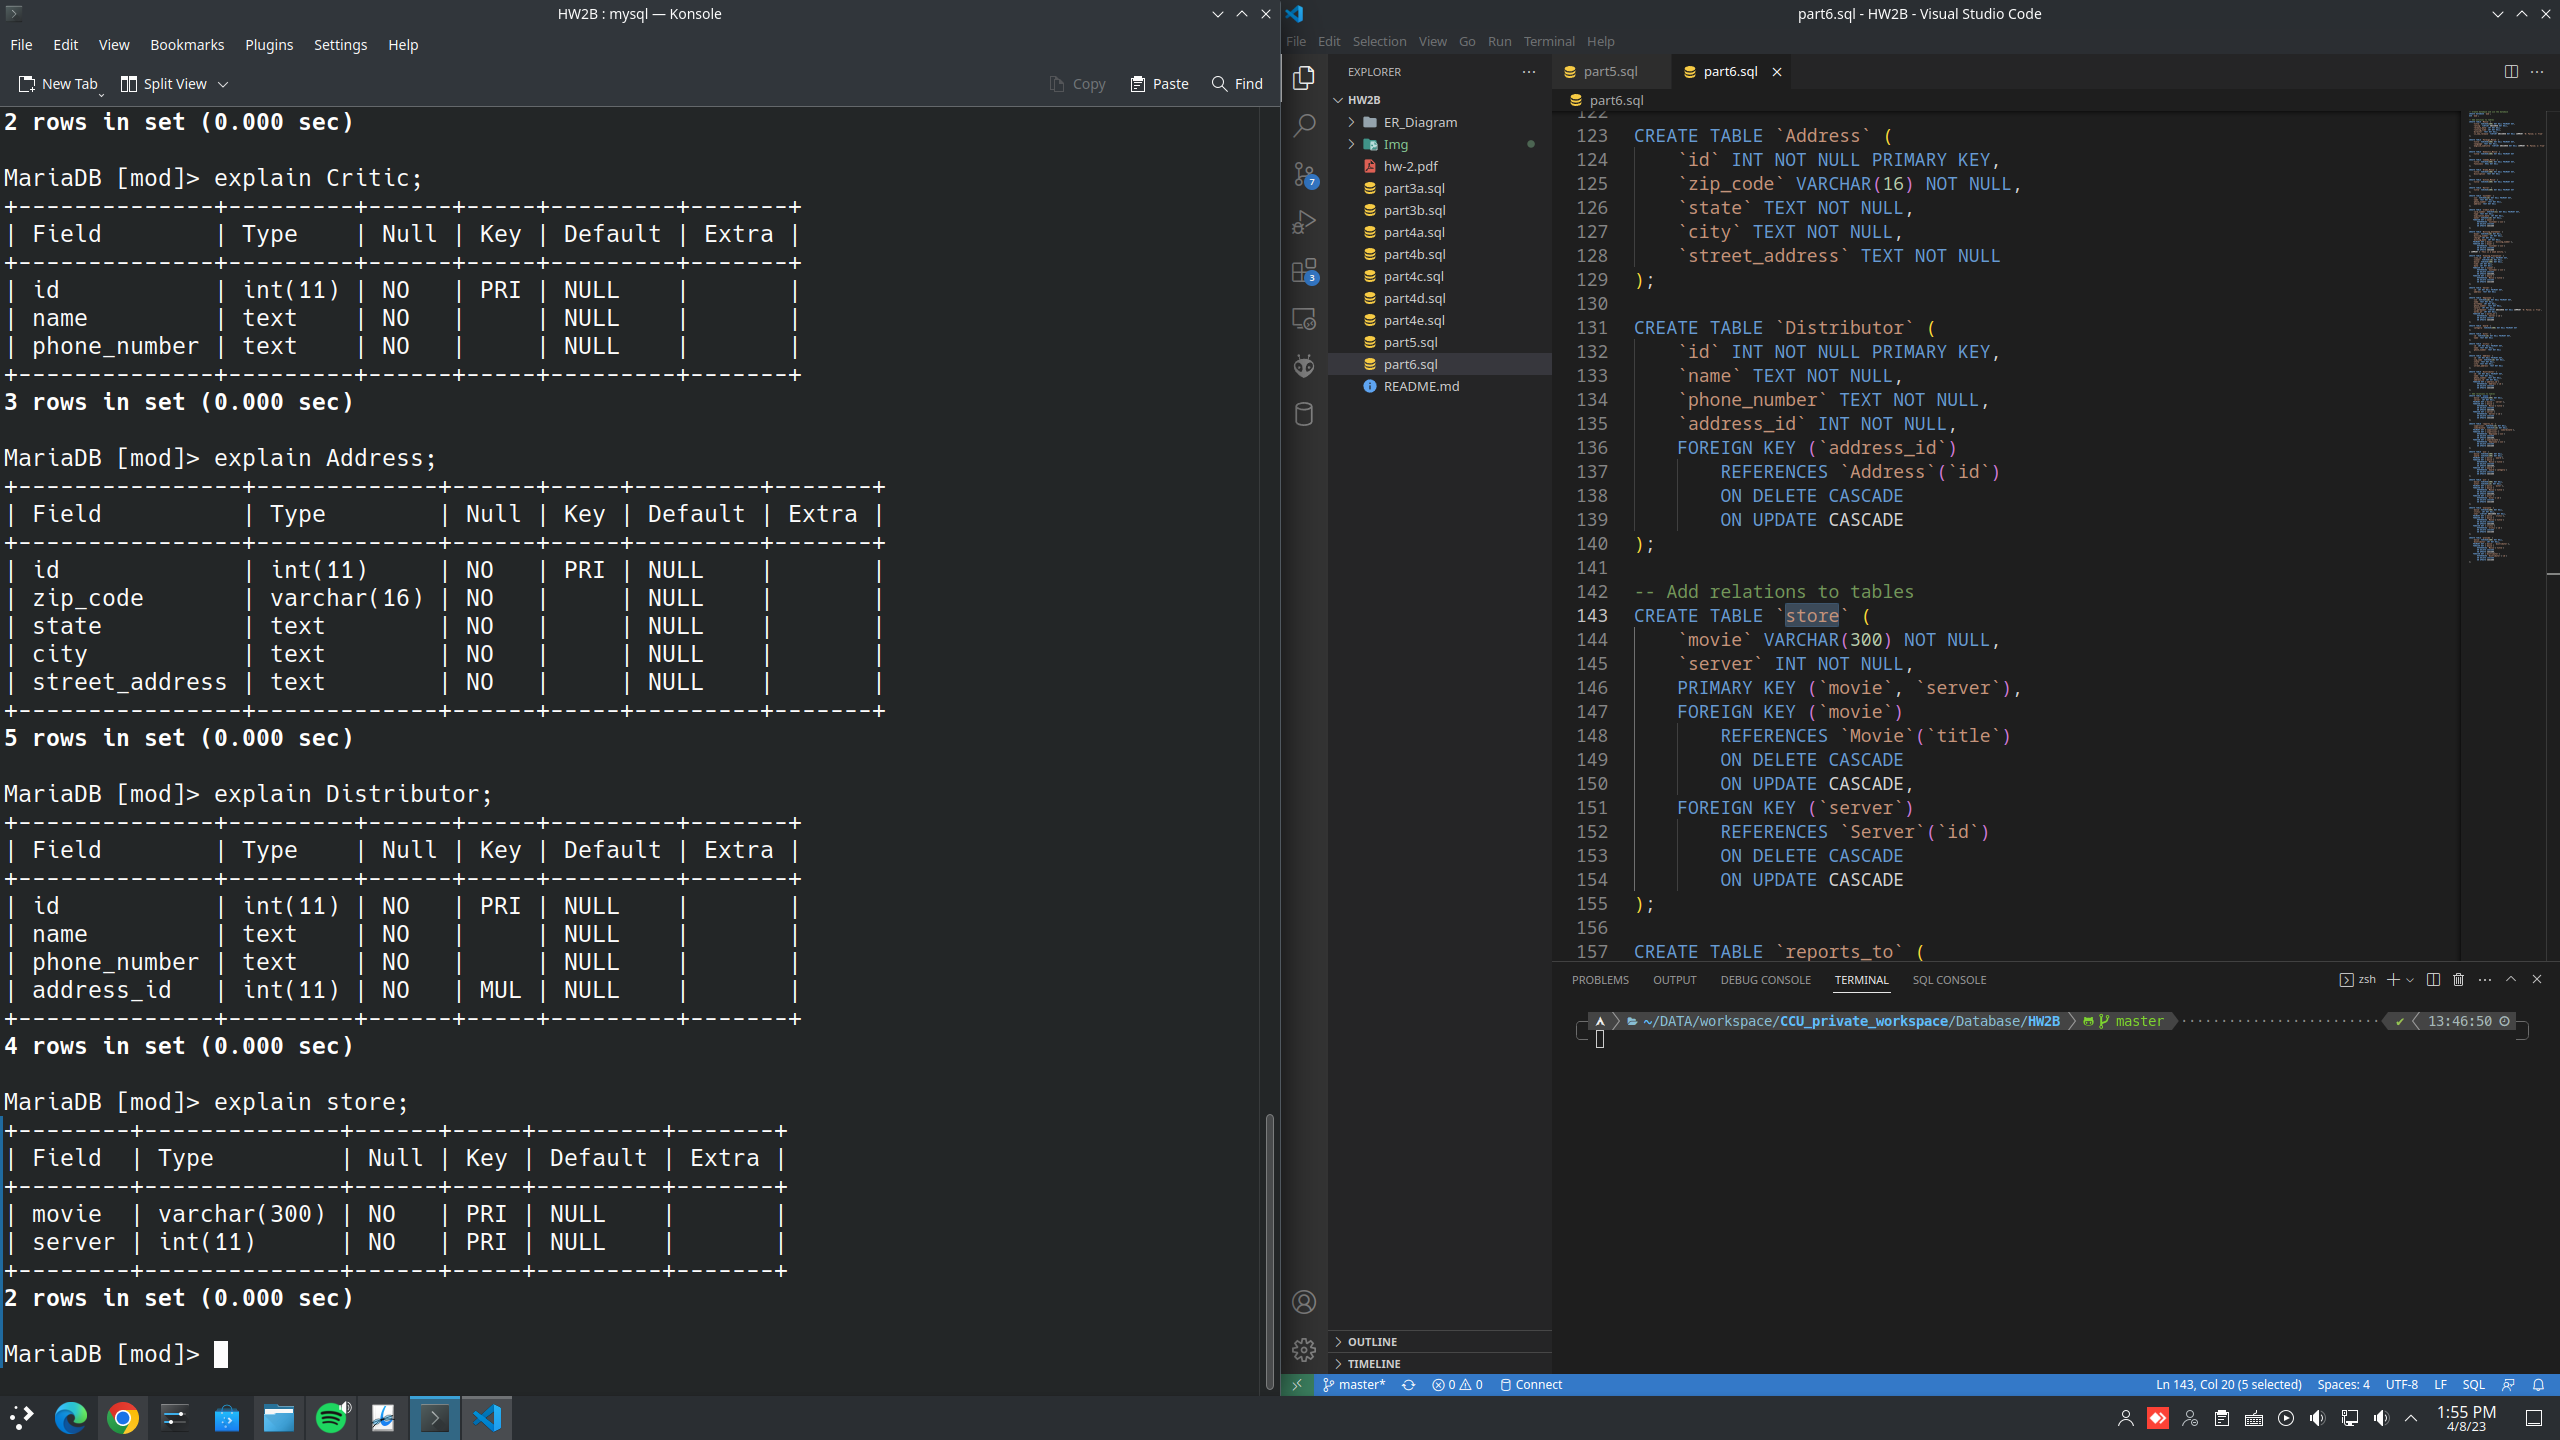 HW2B : mysql — Konsole
File Edit View Bookmarks Plugins Settings Help
New Tab Split View Copy Paste Find
2 rows in set (0.000 sec)
MariaDB [mod]> explain Critic;
+--------------+---------+------+-----+---------+-------+
| Field        | Type    | Null | Key | Default | Extra |
+--------------+---------+------+-----+---------+-------+
| id           | int(11) | NO   | PRI | NULL    |       |
| name         | text    | NO   |     | NULL    |       |
| phone_number | text    | NO   |     | NULL    |       |
+--------------+---------+------+-----+---------+-------+
3 rows in set (0.000 sec)
MariaDB [mod]> explain Address;
+----------------+-------------+------+-----+---------+-------+
| Field          | Type        | Null | Key | Default | Extra |
+----------------+-------------+------+-----+---------+-------+
| id             | int(11)     | NO   | PRI | NULL    |       |
| zip_code       | varchar(16) | NO   |     | NULL    |       |
| state          | text        | NO   |     | NULL    |       |
| city           | text        | NO   |     | NULL    |       |
| street_address | text        | NO   |     | NULL    |       |
+----------------+-------------+------+-----+---------+-------+
5 rows in set (0.000 sec)
MariaDB [mod]> explain Distributor;
+--------------+---------+------+-----+---------+-------+
| Field        | Type    | Null | Key | Default | Extra |
+--------------+---------+------+-----+---------+-------+
| id           | int(11) | NO   | PRI | NULL    |       |
| name         | text    | NO   |     | NULL    |       |
| phone_number | text    | NO   |     | NULL    |       |
| address_id   | int(11) | NO   | MUL | NULL    |       |
+--------------+---------+------+-----+---------+-------+
4 rows in set (0.000 sec)
MariaDB [mod]> explain store;
+--------+--------------+------+-----+---------+-------+
| Field  | Type         | Null | Key | Default | Extra |
+--------+--------------+------+-----+---------+-------+
| movie  | varchar(300) | NO   | PRI | NULL    |       |
| server | int(11)      | NO   | PRI | NULL    |       |
+--------+--------------+------+-----+---------+-------+
2 rows in set (0.000 sec)
MariaDB [mod]>
part6.sql - HW2B - Visual Studio Code
File Edit Selection View Go Run Terminal Help
EXPLORER
HW2B
ER_Diagram
Img
hw-2.pdf
part3a.sql
part3b.sql
part4a.sql
part4b.sql
part4c.sql
part4d.sql
part4e.sql
part5.sql
part6.sql
README.md
OUTLINE
TIMELINE
7
3
part5.sql part6.sql
part6.sql
122
123 CREATE TABLE `Address` (
124     `id` INT NOT NULL PRIMARY KEY,
125     `zip_code` VARCHAR(16) NOT NULL,
126     `state` TEXT NOT NULL,
127     `city` TEXT NOT NULL,
128     `street_address` TEXT NOT NULL
129 );
130
131 CREATE TABLE `Distributor` (
132     `id` INT NOT NULL PRIMARY KEY,
133     `name` TEXT NOT NULL,
134     `phone_number` TEXT NOT NULL,
135     `address_id` INT NOT NULL,
136     FOREIGN KEY (`address_id`)
137         REFERENCES `Address`(`id`)
138         ON DELETE CASCADE
139         ON UPDATE CASCADE
140 );
141
142 -- Add relations to tables
143 CREATE TABLE `store` (
144     `movie` VARCHAR(300) NOT NULL,
145     `server` INT NOT NULL,
146     PRIMARY KEY (`movie`, `server`),
147     FOREIGN KEY (`movie`)
148         REFERENCES `Movie`(`title`)
149         ON DELETE CASCADE
150         ON UPDATE CASCADE,
151     FOREIGN KEY (`server`)
152         REFERENCES `Server`(`id`)
153         ON DELETE CASCADE
154         ON UPDATE CASCADE
155 );
156
157 CREATE TABLE `reports_to` (
PROBLEMS OUTPUT DEBUG CONSOLE TERMINAL SQL CONSOLE zsh
~/DATA/workspace/CCU_private_workspace/Database/HW2B master 13:46:50
master* 0 0 Connect Ln 143, Col 20 (5 selected) Spaces: 4 UTF-8 LF SQL
1:55 PM
4/8/23